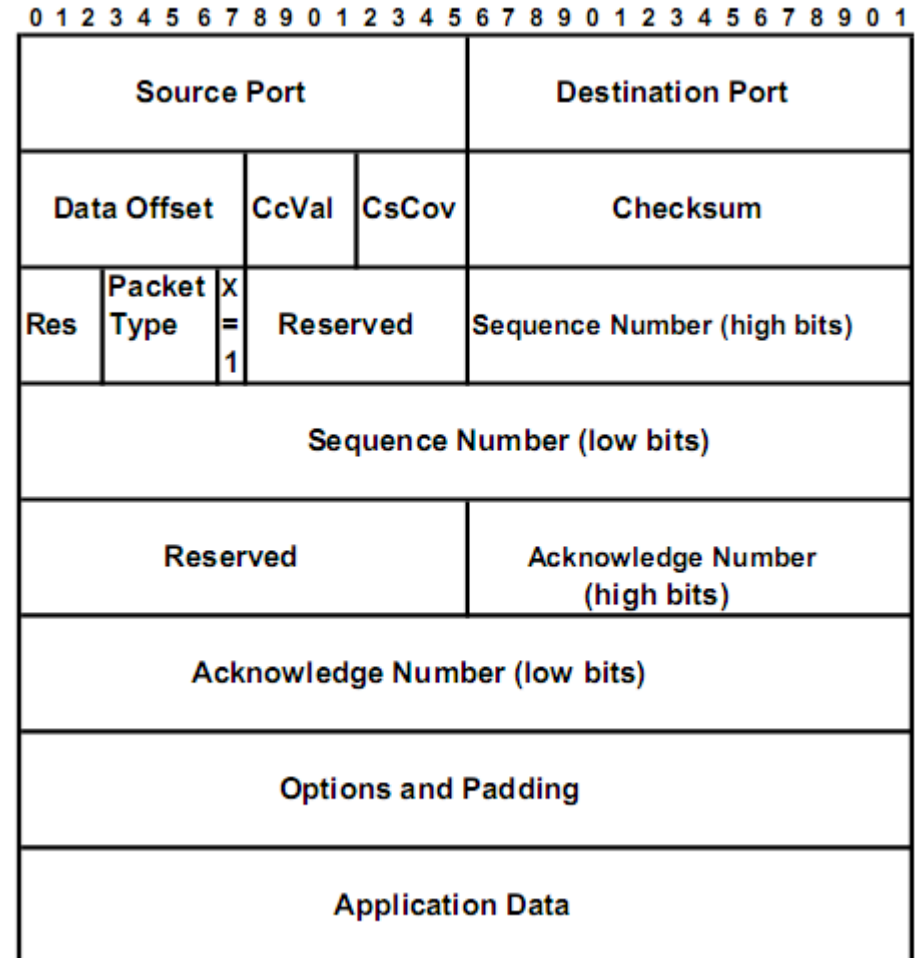 0 1 2 3 4 5 6 7 8 9 0 1 2 3 4 5 6 7 8 9 0 1 2 3 4 5 6 7 8 9 0 1
Source Port Destination Port
Data Offset CcVal CsCov Checksum
Res Packet Type X = 1 Reserved Sequence Number (high bits)
Sequence Number (low bits)
Reserved Acknowledge Number
(high bits)
Acknowledge Number (low bits)
Options and Padding
Application Data